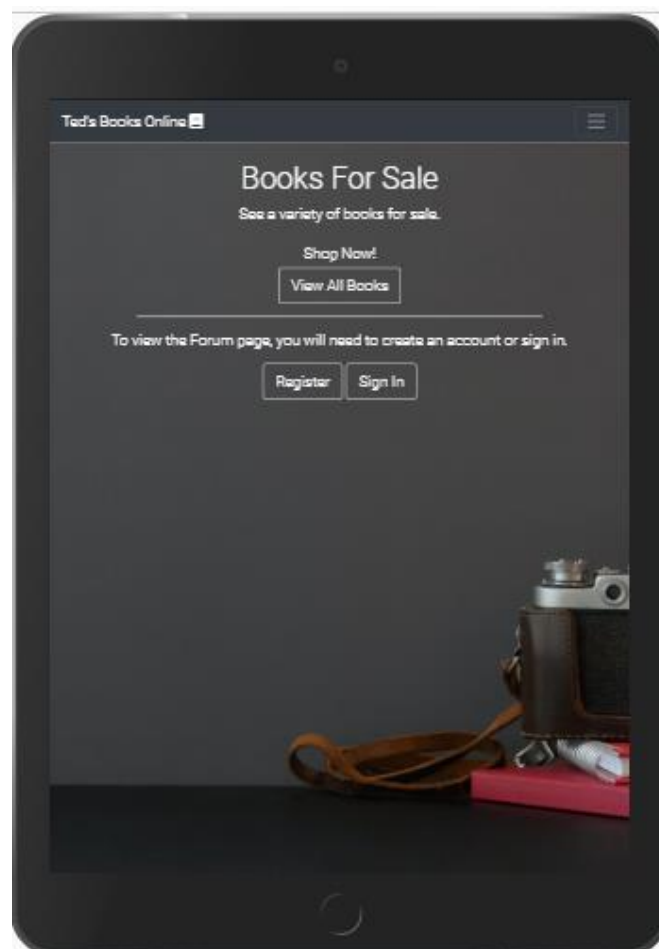 Ted's Books Online
Books For Sale
See a variety of books for sale.
Shop Now!
View All Books
To view the Forum page, you will need to create an account or sign in.
Register Sign In